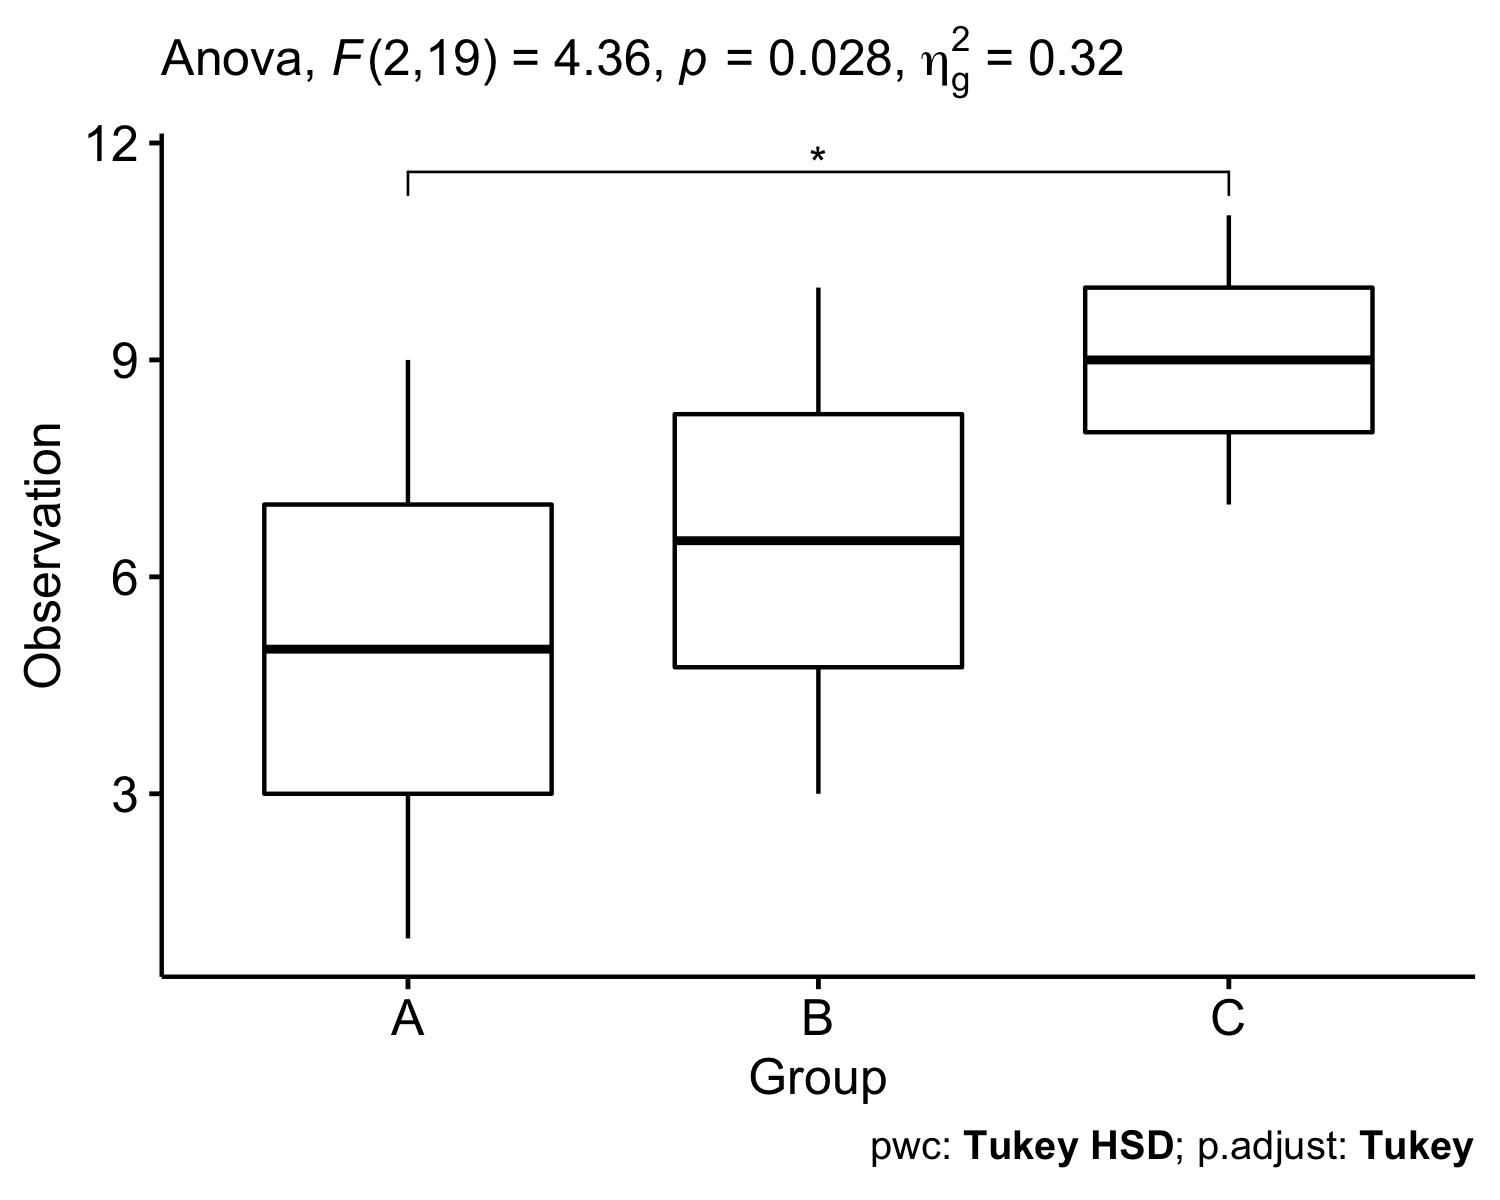 Anova, F(2,19) = 4.36, p = 0.028, η²g = 0.32
12
*
9
6
3
Observation
A B C
Group
pwc: Tukey HSD; p.adjust: Tukey